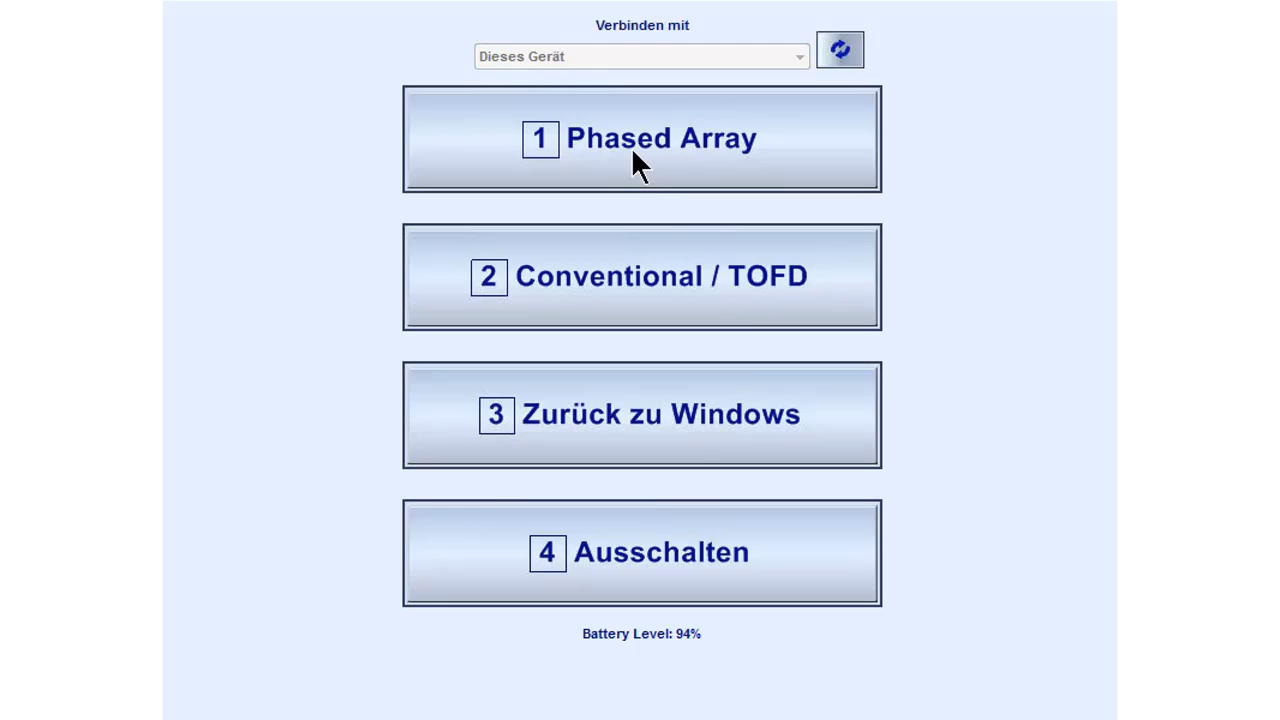 Verbinden mit
Dieses Gerät
1 Phased Array
2 Conventional / TOFD
3 Zurück zu Windows
4 Ausschalten
Battery Level: 94%